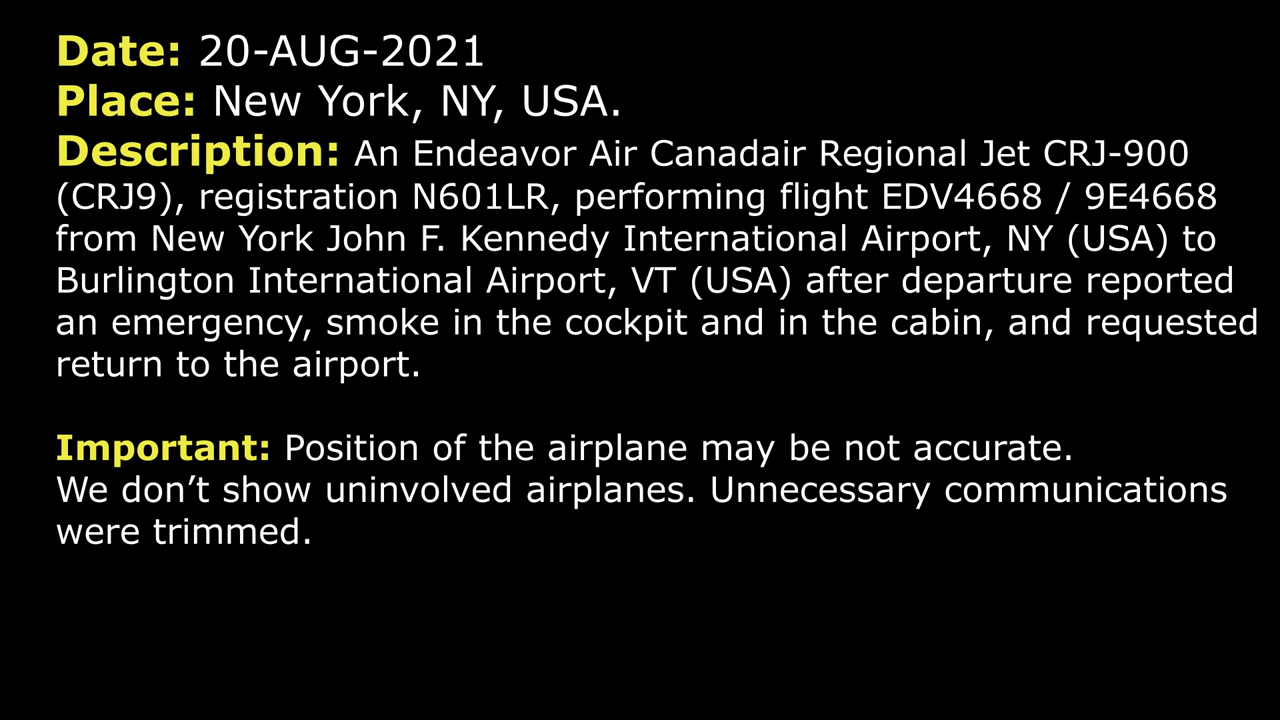 Date: 20-AUG-2021
Place: New York, NY, USA.
Description: An Endeavor Air Canadair Regional Jet CRJ-900
(CRJ9), registration N601LR, performing flight EDV4668 / 9E4668
from New York John F. Kennedy International Airport, NY (USA) to
Burlington International Airport, VT (USA) after departure reported
an emergency, smoke in the cockpit and in the cabin, and requested
return to the airport.
Important: Position of the airplane may be not accurate.
We don’t show uninvolved airplanes. Unnecessary communications
were trimmed.